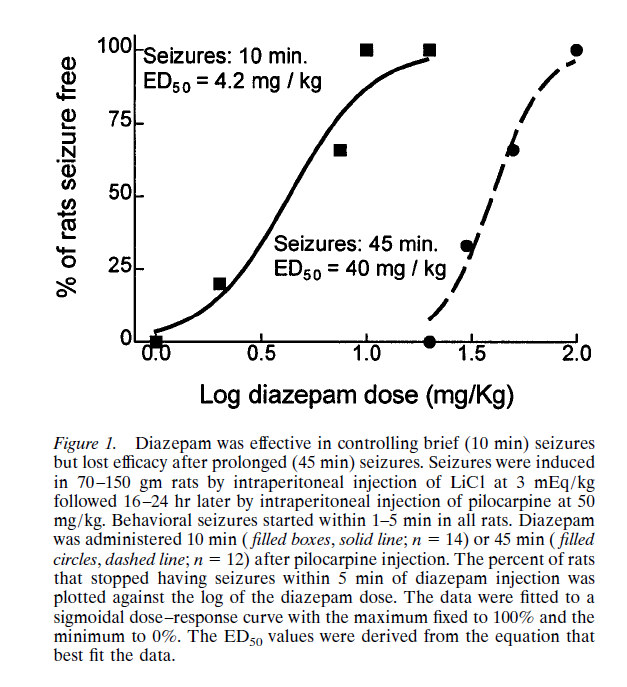 100
Seizures: 10 min.
ED50 = 4.2 mg / kg
75
50
25
0
Seizures: 45 min.
ED50 = 40 mg / kg
% of rats seizure free
0.0 0.5 1.0 1.5 2.0
Log diazepam dose (mg/Kg)
Figure 1. Diazepam was effective in controlling brief (10 min) seizures
but lost efficacy after prolonged (45 min) seizures. Seizures were induced
in 70–150 gm rats by intraperitoneal injection of LiCl at 3 mEq/kg
followed 16–24 hr later by intraperitoneal injection of pilocarpine at 50
mg/kg. Behavioral seizures started within 1–5 min in all rats. Diazepam
was administered 10 min (filled boxes, solid line; n = 14) or 45 min (filled
circles, dashed line; n = 12) after pilocarpine injection. The percent of rats
that stopped having seizures within 5 min of diazepam injection was
plotted against the log of the diazepam dose. The data were fitted to a
sigmoidal dose–response curve with the maximum fixed to 100% and the
minimum to 0%. The ED50 values were derived from the equation that
best fit the data.